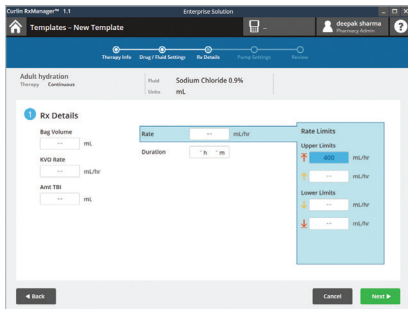 Curlin RxManager™ 1.1
Enterprise Solution
Templates – New Template
--
deepak sharma
Pharmacy Admin
?
Therapy Info
Drug / Fluid Settings
Rx Details
Pump Settings
Review
Adult hydration
Therapy Continuous
Fluid Sodium Chloride 0.9%
Units mL
1 Rx Details
Bag Volume
-- mL
KVO Rate
-- mL/hr
Amt TBI
-- mL
Rate -- mL/hr
Duration - h - m
Rate Limits
Upper Limits
400 mL/hr
-- mL/hr
Lower Limits
-- mL/hr
-- mL/hr
Back
Cancel
Next